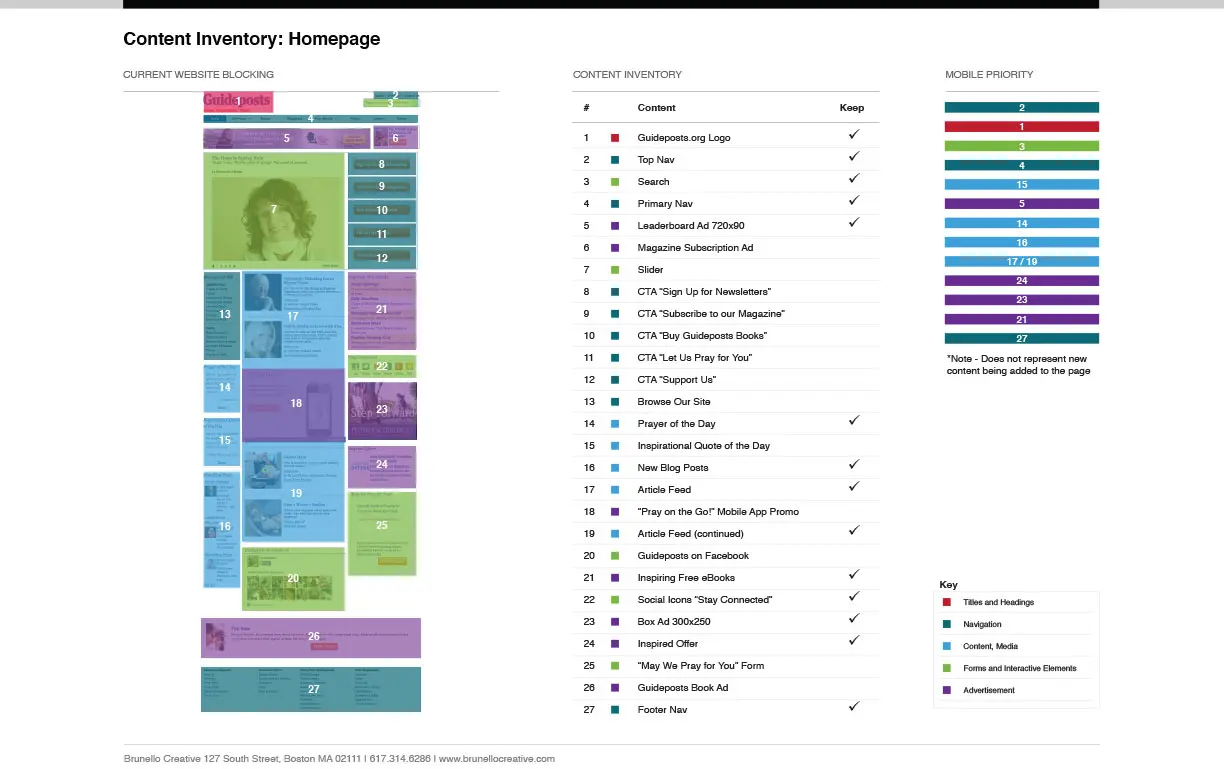 Content Inventory: Homepage
CURRENT WEBSITE BLOCKING
Guideposts
1
2
3
4
5
6
7
8
9
10
11
12
13
17
21
22
14
18
23
15
24
19
16
25
20
26
27
CONTENT INVENTORY
# Content Keep
1 Guideposts.org Logo ✓
2 Top Nav ✓
3 Search ✓
4 Primary Nav ✓
5 Leaderboard Ad 720x90 ✓
6 Magazine Subscription Ad
7 Slider
8 CTA "Sign Up for Newsletters"
9 CTA "Subscribe to our Magazine"
10 CTA "Buy Guideposts Books"
11 CTA "Let Us Pray for You"
12 CTA "Support Us"
13 Browse Our Site
14 Prayer of the Day ✓
15 Inspirational Quote of the Day
16 New Blog Posts ✓
17 Article Feed ✓
18 "Pray on the Go!" Mobile App Promo
19 Article Feed (continued) ✓
20 Guideposts on Facebook
21 Inspiring Free eBooks ✓
22 Social Icons "Stay Connected" ✓
23 Box Ad 300x250 ✓
24 Inspired Offer ✓
25 "May We Pray for You" Form
26 Guideposts Book Ad
27 Footer Nav ✓
MOBILE PRIORITY
2
1
3
4
15
5
14
16
17 / 19
24
23
21
27
*Note - Does not represent new
content being added to the page
Key
Titles and Headings
Navigation
Content, Media
Forms and Interactive Elements
Advertisement
Brunello Creative 127 South Street, Boston MA 02111 | 617.314.6286 | www.brunellocreative.com